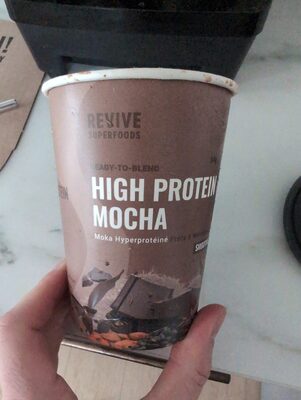 REVIVE
SUPERFOODS
READY-TO-BLEND
HIGH PROTEIN
MOCHA
Moka Hyperprotéiné